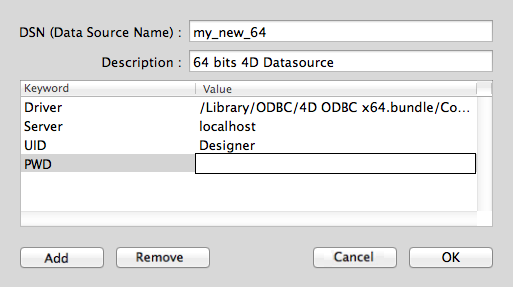 DSN (Data Source Name) : my_new_64
Description : 64 bits 4D Datasource
Keyword Value
Driver /Library/ODBC/4D ODBC x64.bundle/Co...
Server localhost
UID Designer
PWD
Add Remove Cancel OK